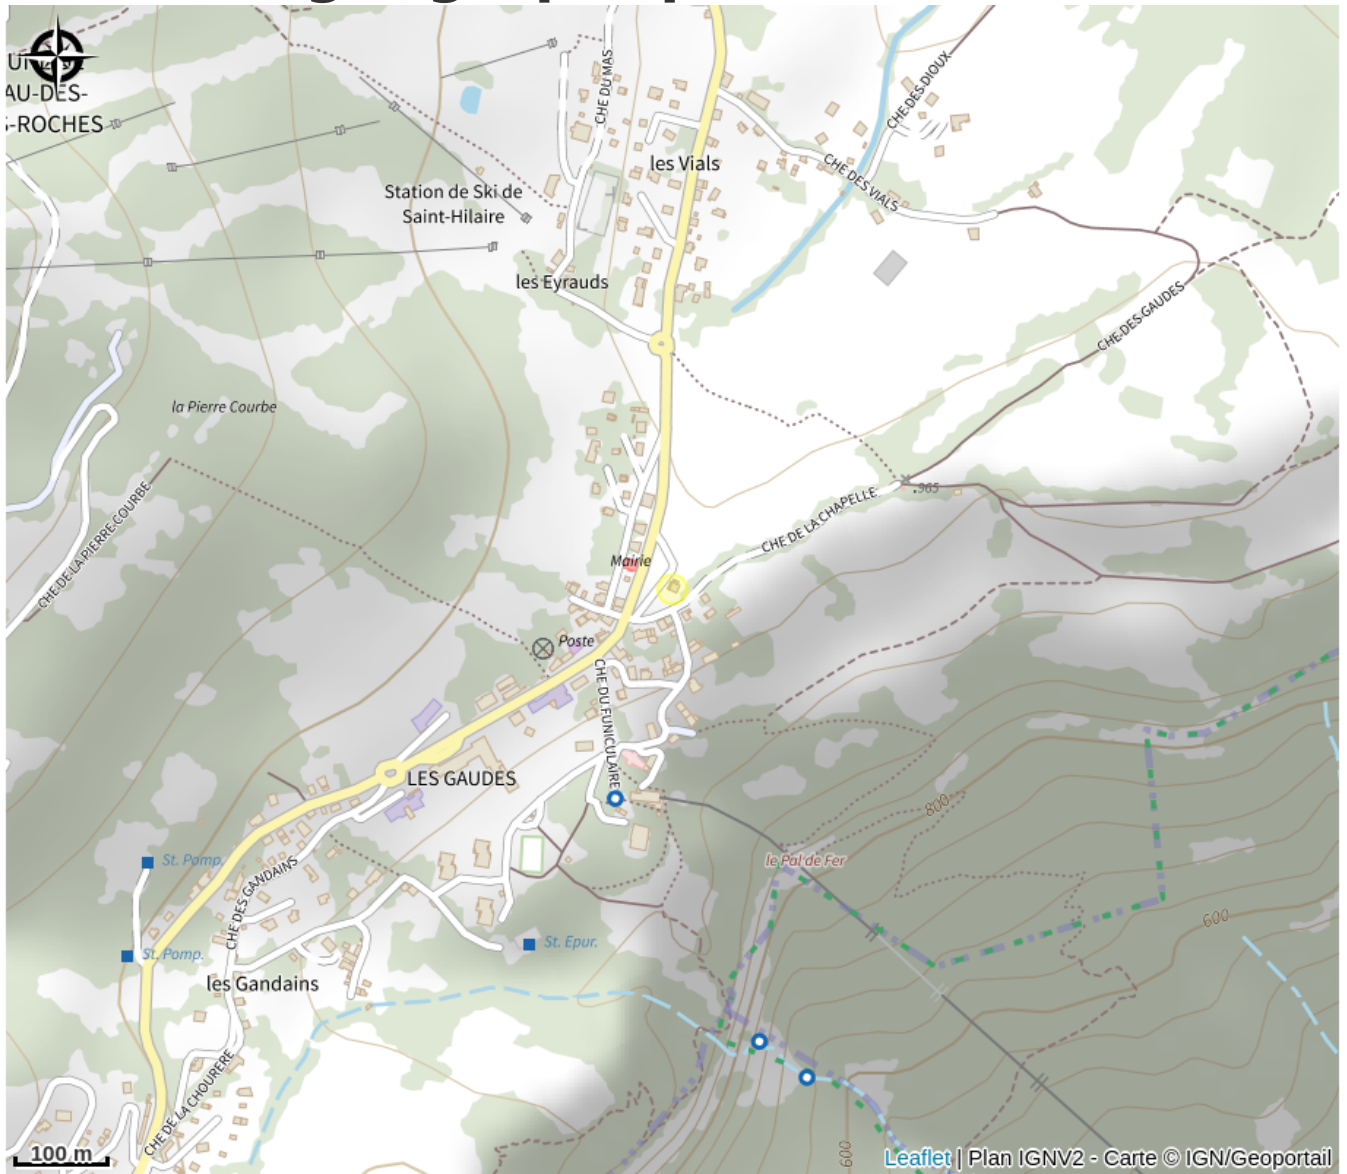 AU-DES-
S-ROCHES
CHE DU MAS
CHE DES DIOUX
les Vials
CHE DES VIALS
Station de Ski de
Saint-Hilaire
les Eyrauds
CHE DES GAUDES
la Pierre Courbe
CHE DE LA PIERRE COURBE
.965
CHE DE LA CHAPELLE
Mairie
Poste
CHE DU FUNICULAIRE
LES GAUDES
800
le Pal de Fer
St. Pomp.
CHE DES GANDAINS
600
St. Epur.
St. Pomp.
les Gandains
CHE DE LA CHOURERE
600
100 m
Leaflet | Plan IGNV2 - Carte © IGN/Geoportail